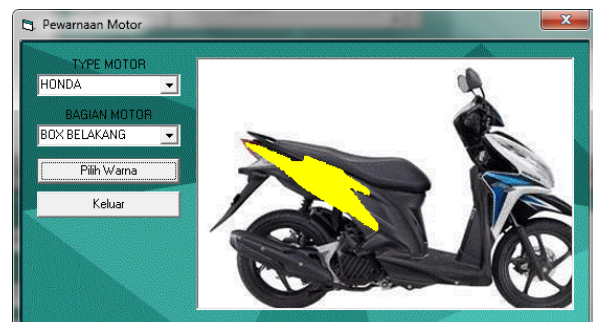 Pewarnaan Motor
TYPE MOTOR
HONDA
BAGIAN MOTOR
BOX BELAKANG
Pilih Warna
Keluar